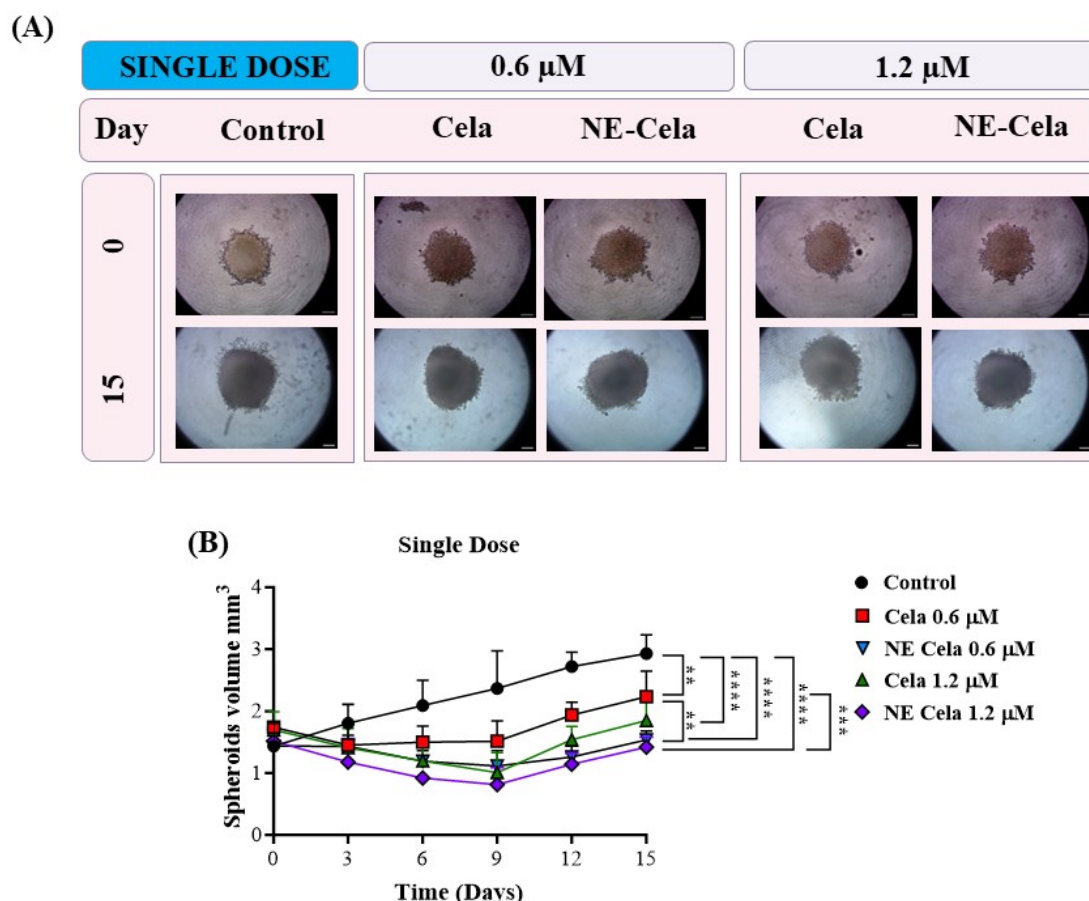 (A)
SINGLE DOSE 0.6 μM 1.2 μM
Day Control Cela NE-Cela Cela NE-Cela
0
15
(B) Single Dose
Spheroids volume mm³
4
3
2
1
0
0 3 6 9 12 15
Time (Days)
Control
Cela 0.6 μM
NE Cela 0.6 μM
Cela 1.2 μM
NE Cela 1.2 μM
**
**
****
****
****
***